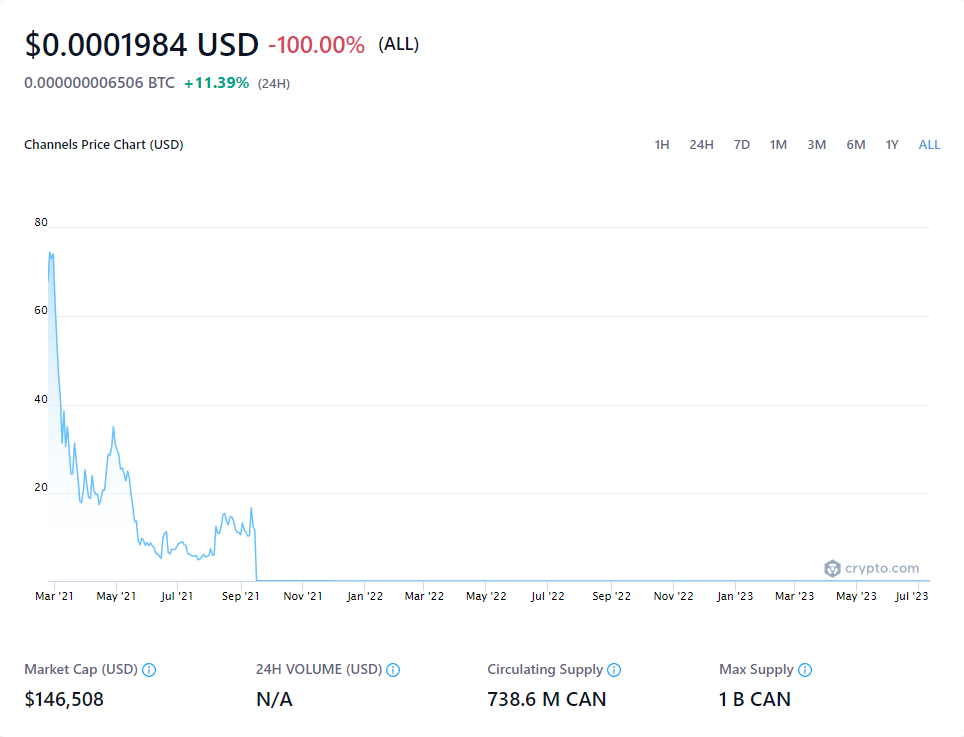 $0.0001984 USD -100.00% (ALL)
0.000000006506 BTC +11.39% (24H)
Channels Price Chart (USD) 1H 24H 7D 1M 3M 6M 1Y ALL
80
60
40
20
crypto.com
Mar '21 May '21 Jul '21 Sep '21 Nov '21 Jan '22 Mar '22 May '22 Jul '22 Sep '22 Nov '22 Jan '23 Mar '23 May '23 Jul '23
Market Cap (USD) 24H VOLUME (USD) Circulating Supply Max Supply
$146,508 N/A 738.6 M CAN 1 B CAN